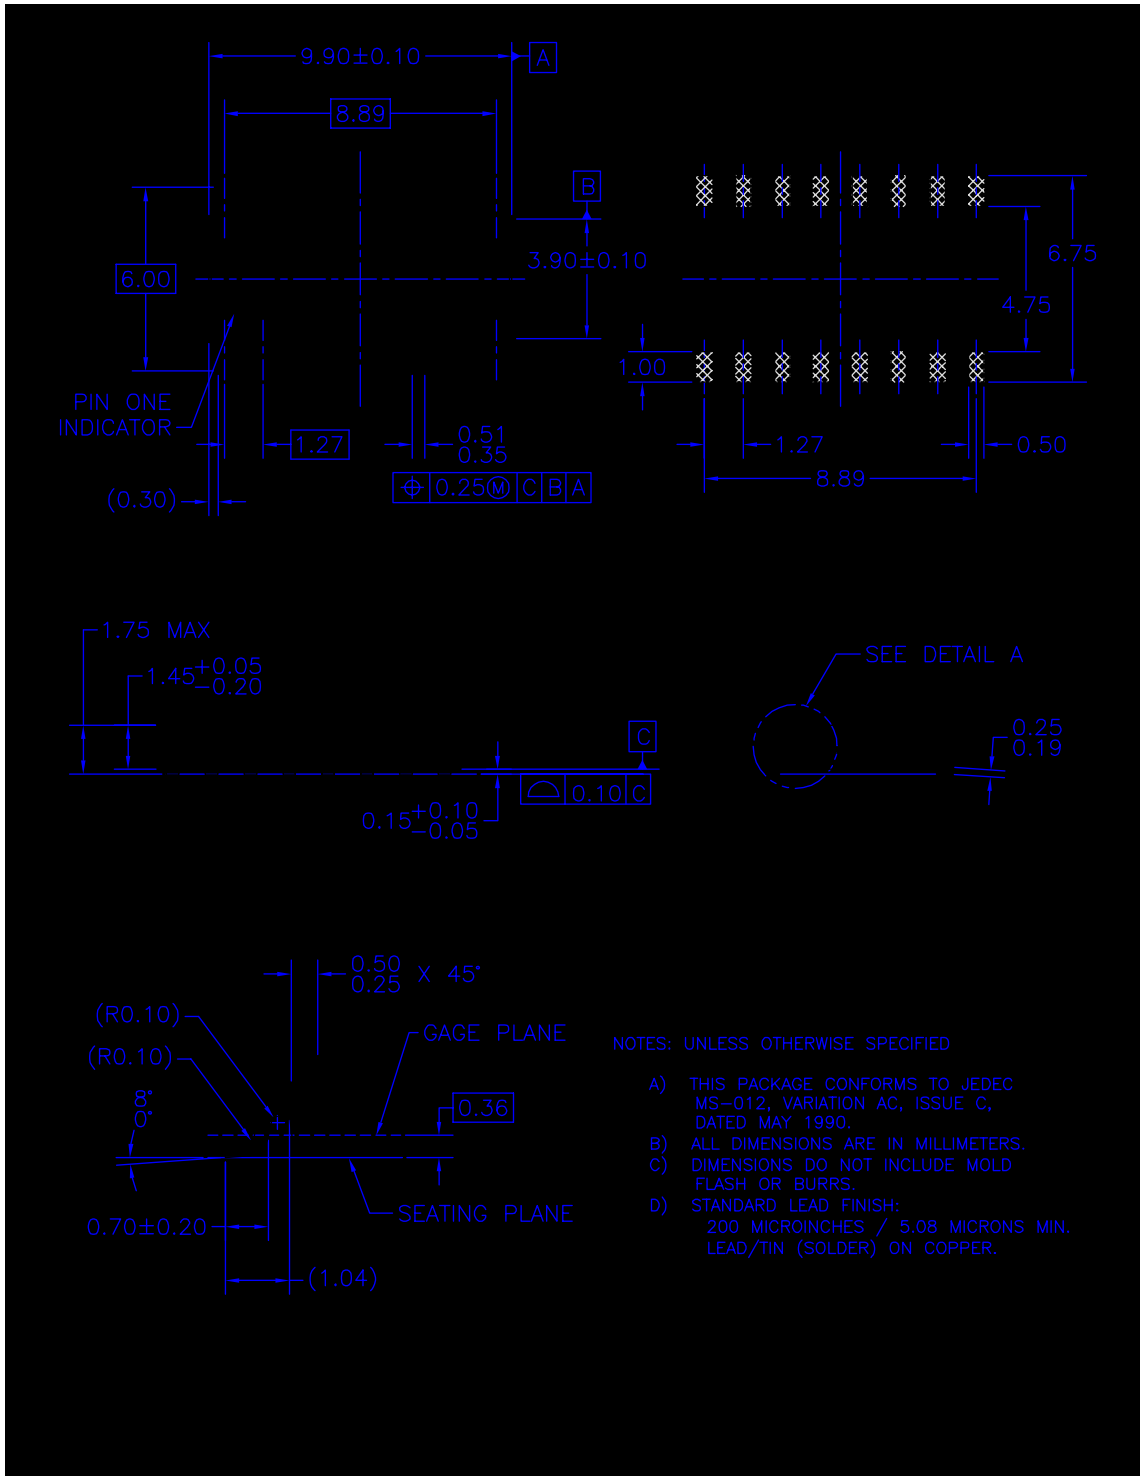 9.90±0.10
A
8.89
B
6.00
3.90±0.10
6.75
4.75
1.00
PIN ONE
INDICATOR
1.27
0.51
0.35
1.27
0.50
0.25Ⓜ C B A
8.89
(0.30)
1.75 MAX
1.45 +0.05
−0.20
SEE DETAIL A
C
0.25
0.19
0.10 C
0.15 +0.10
−0.05
0.50
0.25 X 45°
(R0.10)
GAGE PLANE
(R0.10)
8°
0°
0.36
SEATING PLANE
0.70±0.20
(1.04)
NOTES: UNLESS OTHERWISE SPECIFIED
A) THIS PACKAGE CONFORMS TO JEDEC
MS-012, VARIATION AC, ISSUE C,
DATED MAY 1990.
B) ALL DIMENSIONS ARE IN MILLIMETERS.
C) DIMENSIONS DO NOT INCLUDE MOLD
FLASH OR BURRS.
D) STANDARD LEAD FINISH:
200 MICROINCHES / 5.08 MICRONS MIN.
LEAD/TIN (SOLDER) ON COPPER.